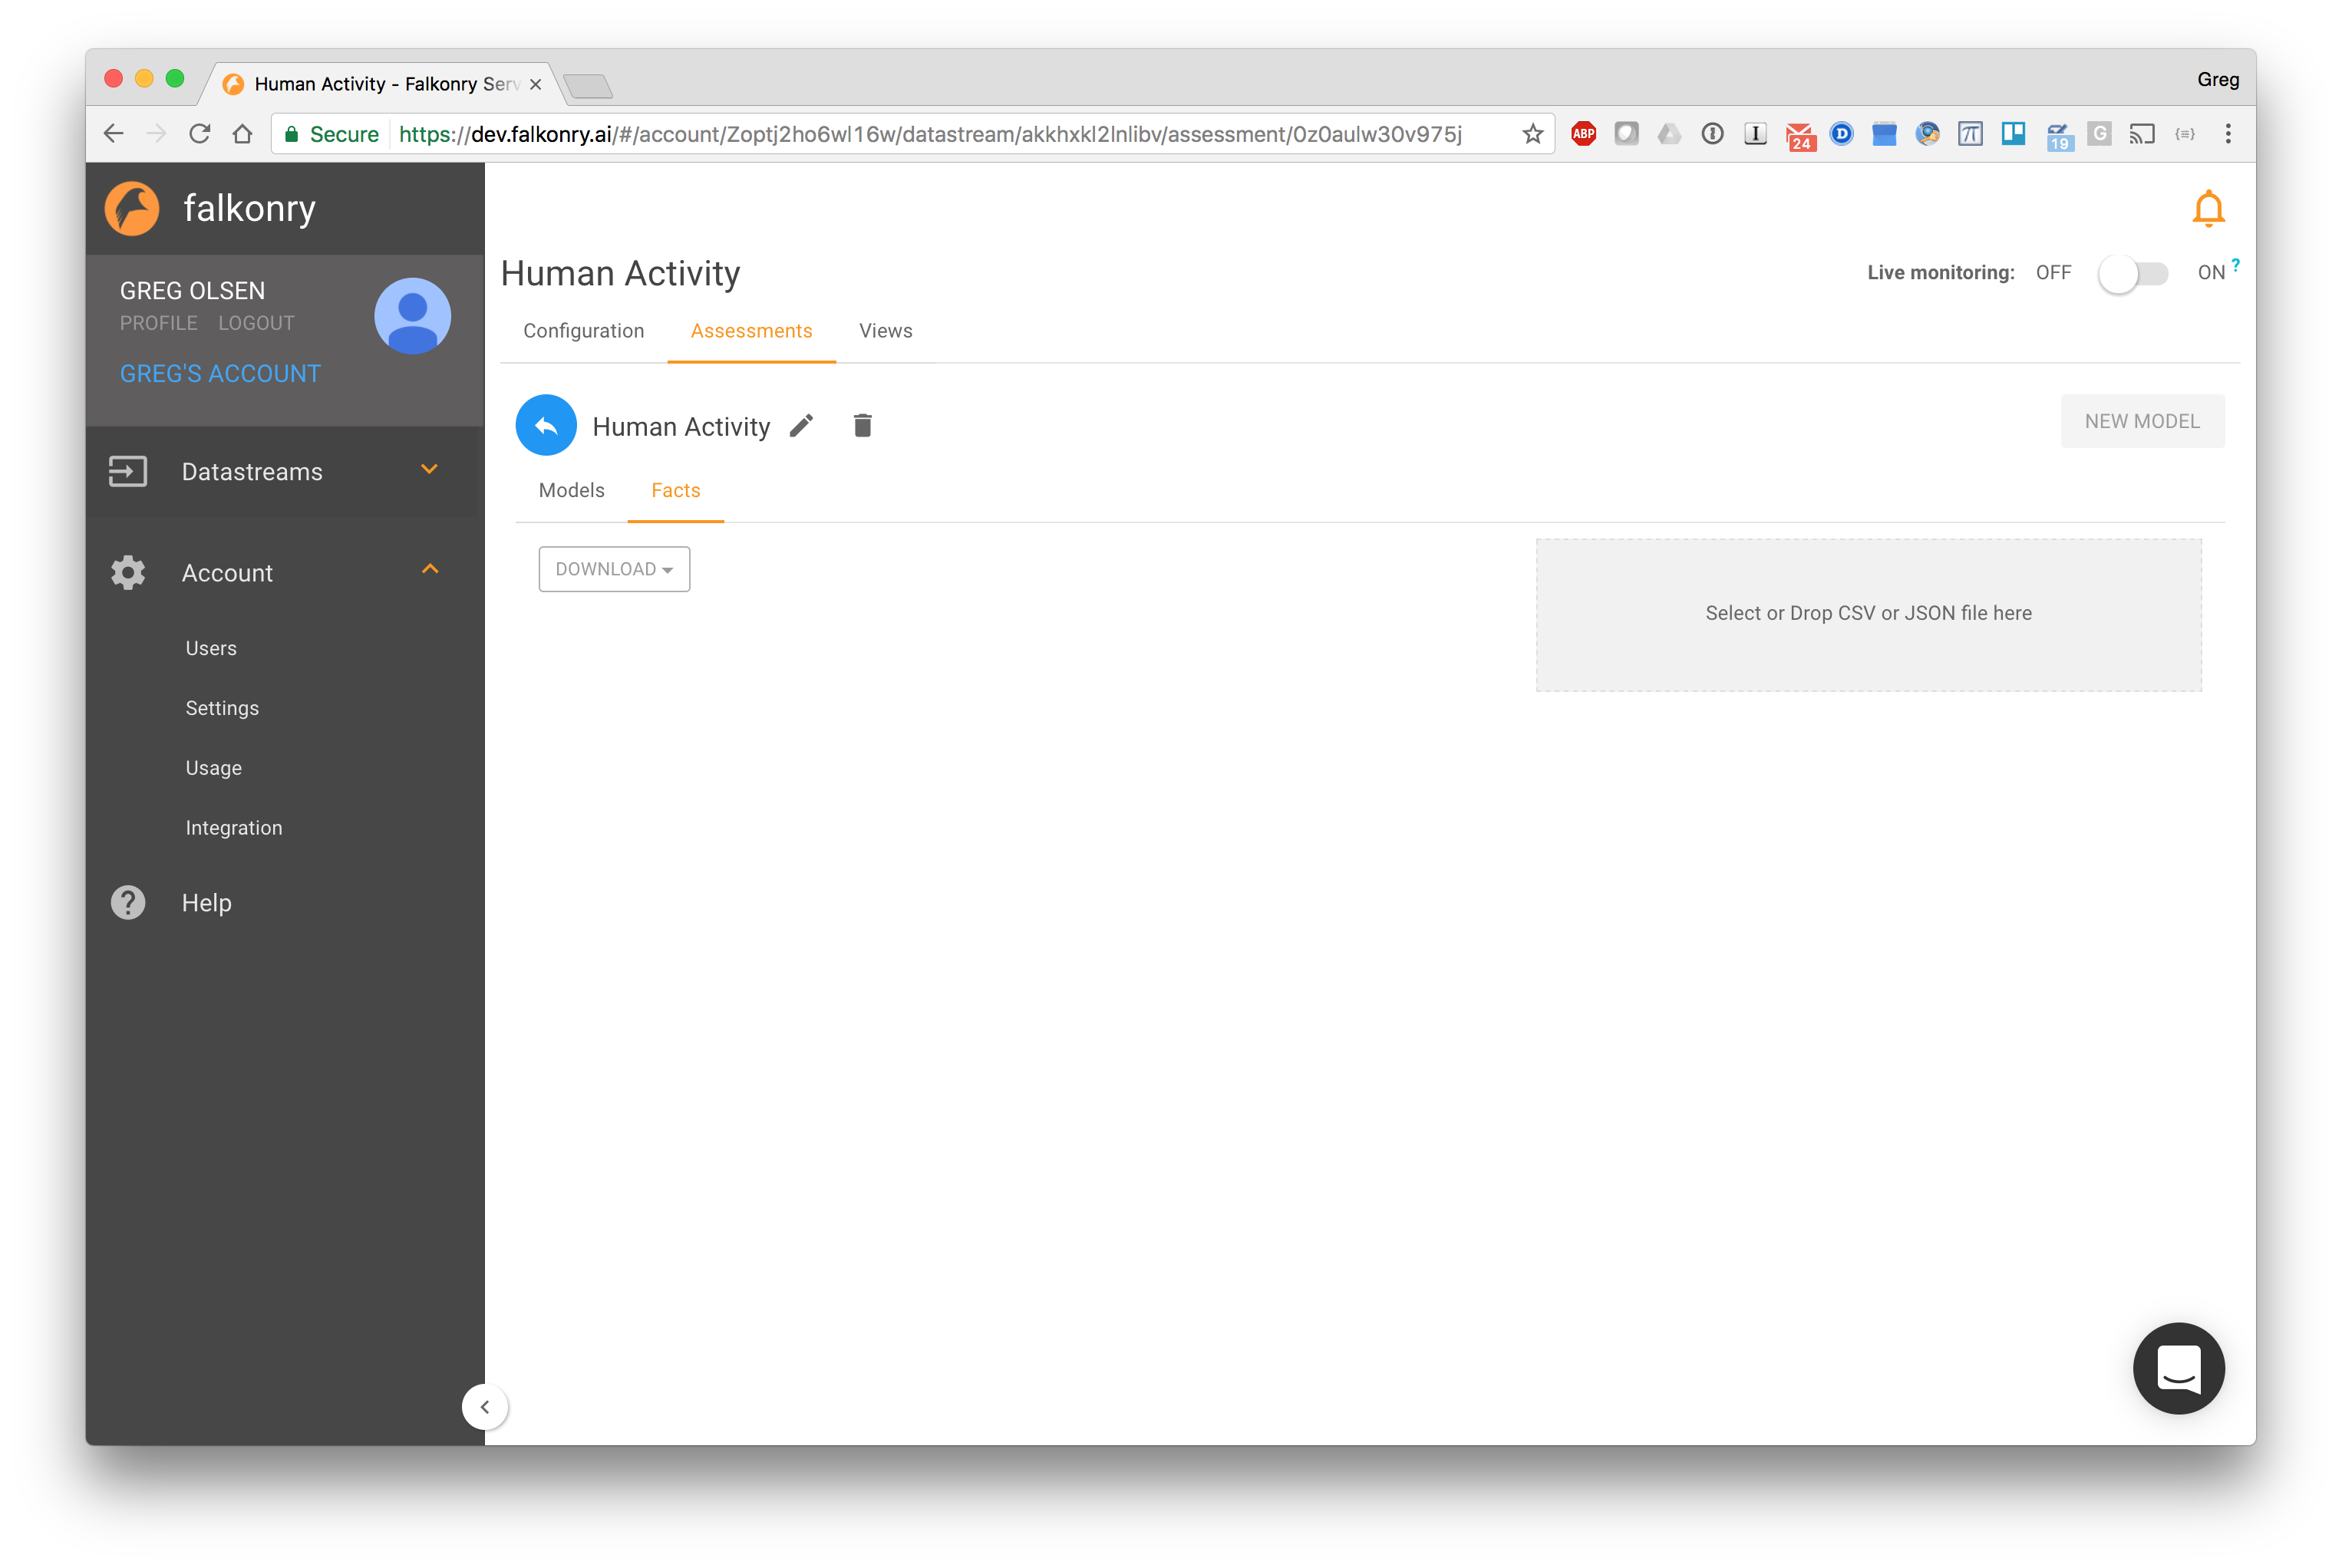 Human Activity - Falkonry Serv
Greg
Secure https://dev.falkonry.ai/#/account/Zoptj2ho6wl16w/datastream/akkhxkl2lnlibv/assessment/0z0aulw30v975j
ABP
24
D
19
G
falkonry
GREG OLSEN
PROFILE LOGOUT
GREG'S ACCOUNT
Datastreams
Account
Users
Settings
Usage
Integration
Help
Human Activity
Live monitoring: OFF ON ?
Configuration Assessments Views
Human Activity
NEW MODEL
Models Facts
DOWNLOAD
Select or Drop CSV or JSON file here